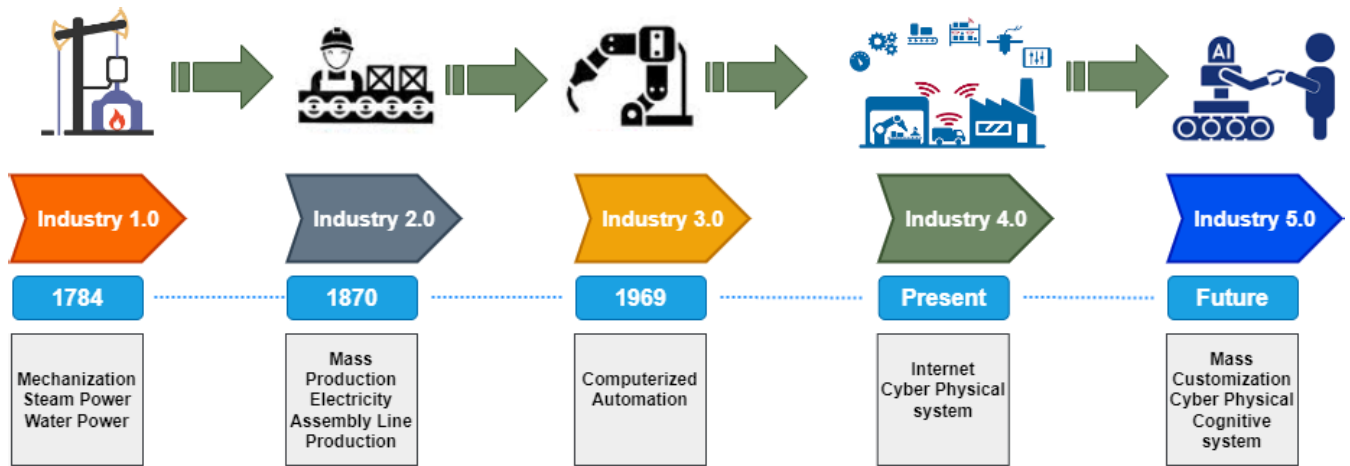 AI
Industry 1.0
Industry 2.0
Industry 3.0
Industry 4.0
Industry 5.0
1784
1870
1969
Present
Future
Mechanization
Steam Power
Water Power
Mass
Production
Electricity
Assembly Line
Production
Computerized
Automation
Internet
Cyber Physical
system
Mass
Customization
Cyber Physical
Cognitive
system